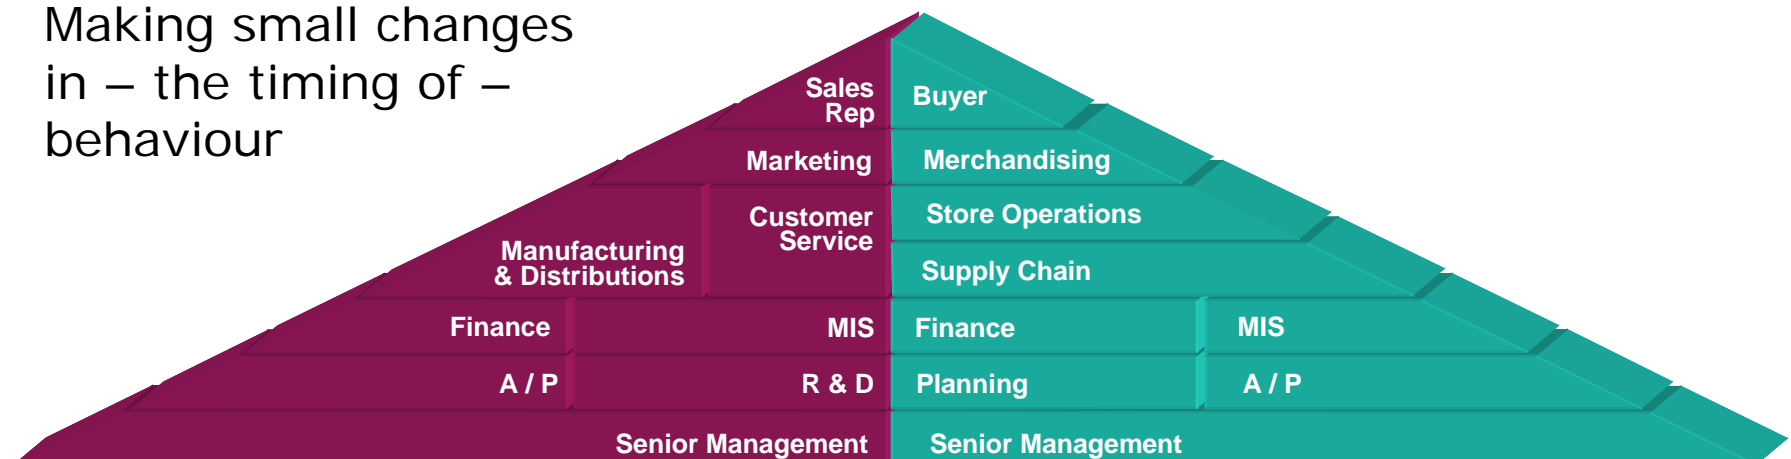 Making small changes
in – the timing of –
behaviour
Sales
Rep
Buyer
Marketing
Merchandising
Customer
Service
Store Operations
Manufacturing
& Distributions
Supply Chain
Finance
MIS
Finance
MIS
A / P
R & D
Planning
A / P
Senior Management
Senior Management